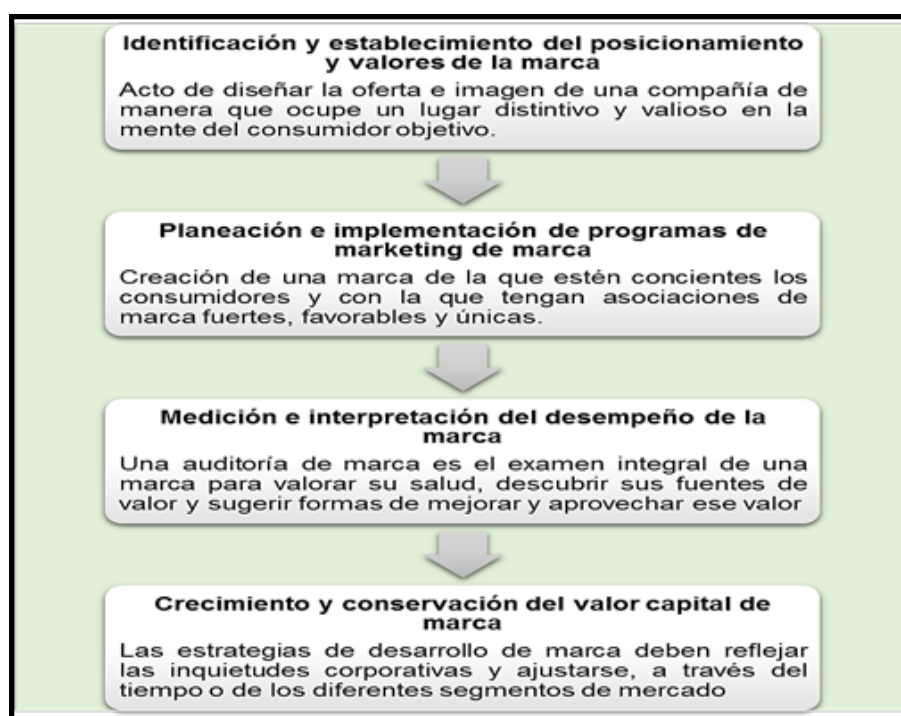 Identificación y establecimiento del posicionamiento
y valores de la marca
Acto de diseñar la oferta e imagen de una compañía de
manera que ocupe un lugar distintivo y valioso en la
mente del consumidor objetivo.
Planeación e implementación de programas de
marketing de marca
Creación de una marca de la que estén concientes los
consumidores y con la que tengan asociaciones de
marca fuertes, favorables y únicas.
Medición e interpretación del desempeño de la
marca
Una auditoría de marca es el examen integral de una
marca para valorar su salud, descubrir sus fuentes de
valor y sugerir formas de mejorar y aprovechar ese valor
Crecimiento y conservación del valor capital de
marca
Las estrategias de desarrollo de marca deben reflejar
las inquietudes corporativas y ajustarse, a través del
tiempo o de los diferentes segmentos de mercado